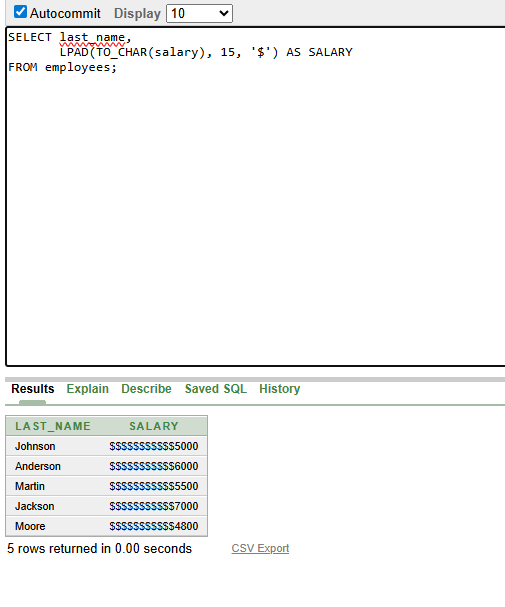 Autocommit Display 10
SELECT last_name,
       LPAD(TO_CHAR(salary), 15, '$') AS SALARY
FROM employees;
Results Explain Describe Saved SQL History
LAST_NAME SALARY
Johnson $$$$$$$$$$$5000
Anderson $$$$$$$$$$$6000
Martin $$$$$$$$$$$5500
Jackson $$$$$$$$$$$7000
Moore $$$$$$$$$$$4800
5 rows returned in 0.00 seconds CSV Export